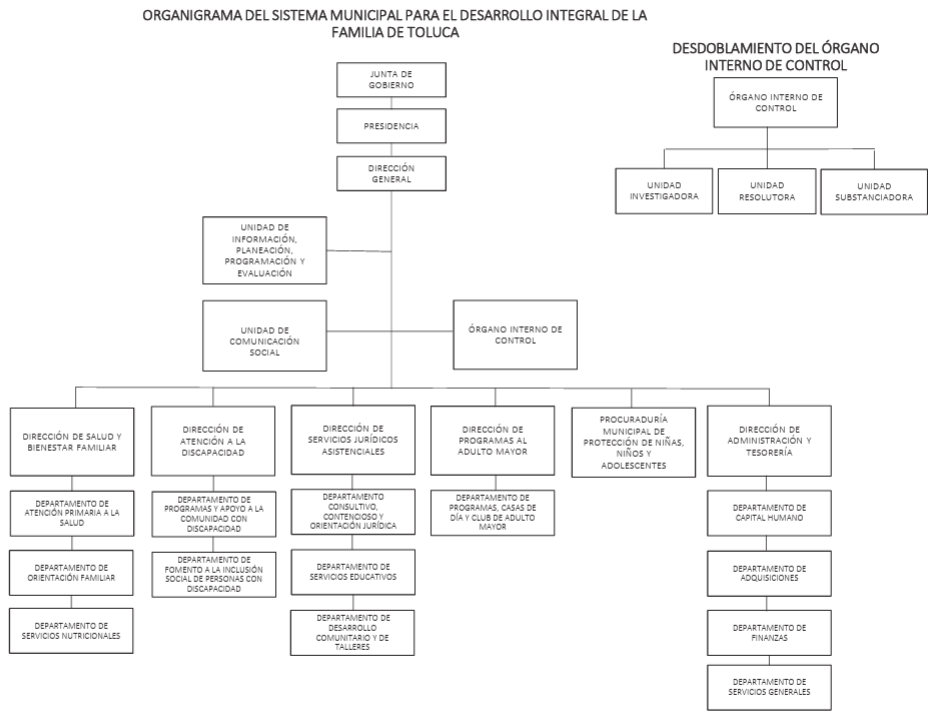 ORGANIGRAMA DEL SISTEMA MUNICIPAL PARA EL DESARROLLO INTEGRAL DE LA
FAMILIA DE TOLUCA
JUNTA DE
GOBIERNO
PRESIDENCIA
DIRECCIÓN
GENERAL
UNIDAD DE
INFORMACIÓN,
PLANEACIÓN,
PROGRAMACIÓN Y
EVALUACIÓN
UNIDAD DE
COMUNICACIÓN
SOCIAL
ÓRGANO INTERNO DE
CONTROL
DESDOBLAMIENTO DEL ÓRGANO
INTERNO DE CONTROL
ÓRGANO INTERNO DE
CONTROL
UNIDAD
INVESTIGADORA
UNIDAD
RESOLUTORA
UNIDAD
SUBSTANCIADORA
DIRECCIÓN DE SALUD Y
BIENESTAR FAMILIAR
DEPARTAMENTO DE
ATENCIÓN PRIMARIA A LA
SALUD
DEPARTAMENTO DE
ORIENTACIÓN FAMILIAR
DEPARTAMENTO DE
SERVICIOS NUTRICIONALES
DIRECCIÓN DE
ATENCIÓN A LA
DISCAPACIDAD
DEPARTAMENTO DE
PROGRAMAS Y APOYO A LA
COMUNIDAD CON
DISCAPACIDAD
DEPARTAMENTO DE
FOMENTO A LA INCLUSIÓN
SOCIAL DE PERSONAS CON
DISCAPACIDAD
DIRECCIÓN DE
SERVICIOS JURÍDICOS
ASISTENCIALES
DEPARTAMENTO
CONSULTIVO,
CONTENCIOSO Y
ORIENTACIÓN JURÍDICA
DEPARTAMENTO DE
SERVICIOS EDUCATIVOS
DEPARTAMENTO DE
DESARROLLO
COMUNITARIO Y DE
TALLERES
DIRECCIÓN DE
PROGRAMAS AL
ADULTO MAYOR
DEPARTAMENTO DE
PROGRAMAS, CASAS DE
DÍA Y CLUB DE ADULTO
MAYOR
PROCURADURÍA
MUNICIPAL DE
PROTECCIÓN DE NIÑAS,
NIÑOS Y
ADOLESCENTES
DIRECCIÓN DE
ADMINISTRACIÓN Y
TESORERÍA
DEPARTAMENTO DE
CAPITAL HUMANO
DEPARTAMENTO DE
ADQUISICIONES
DEPARTAMENTO DE
FINANZAS
DEPARTAMENTO DE
SERVICIOS GENERALES